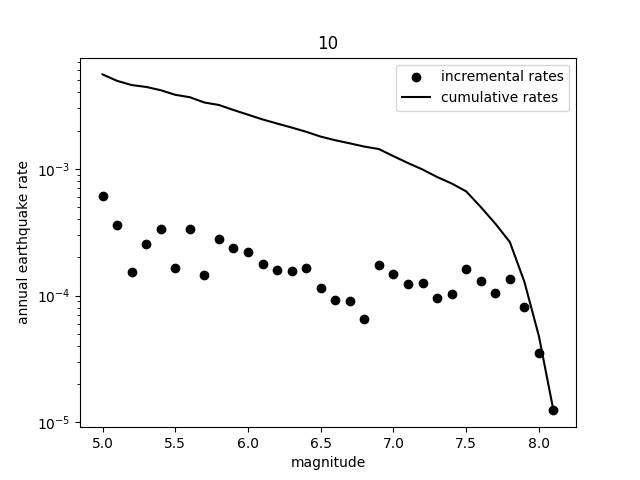 10
incremental rates
cumulative rates
annual earthquake rate
10⁻³
10⁻⁴
10⁻⁵
5.0 5.5 6.0 6.5 7.0 7.5 8.0
magnitude